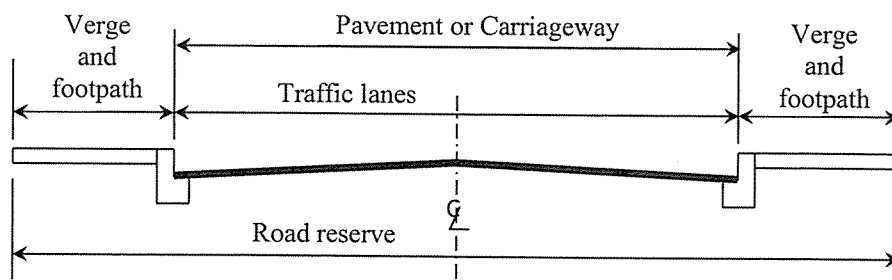 Verge
and
footpath
Pavement or Carriageway
Verge
and
footpath
Traffic lanes
℄
Road reserve